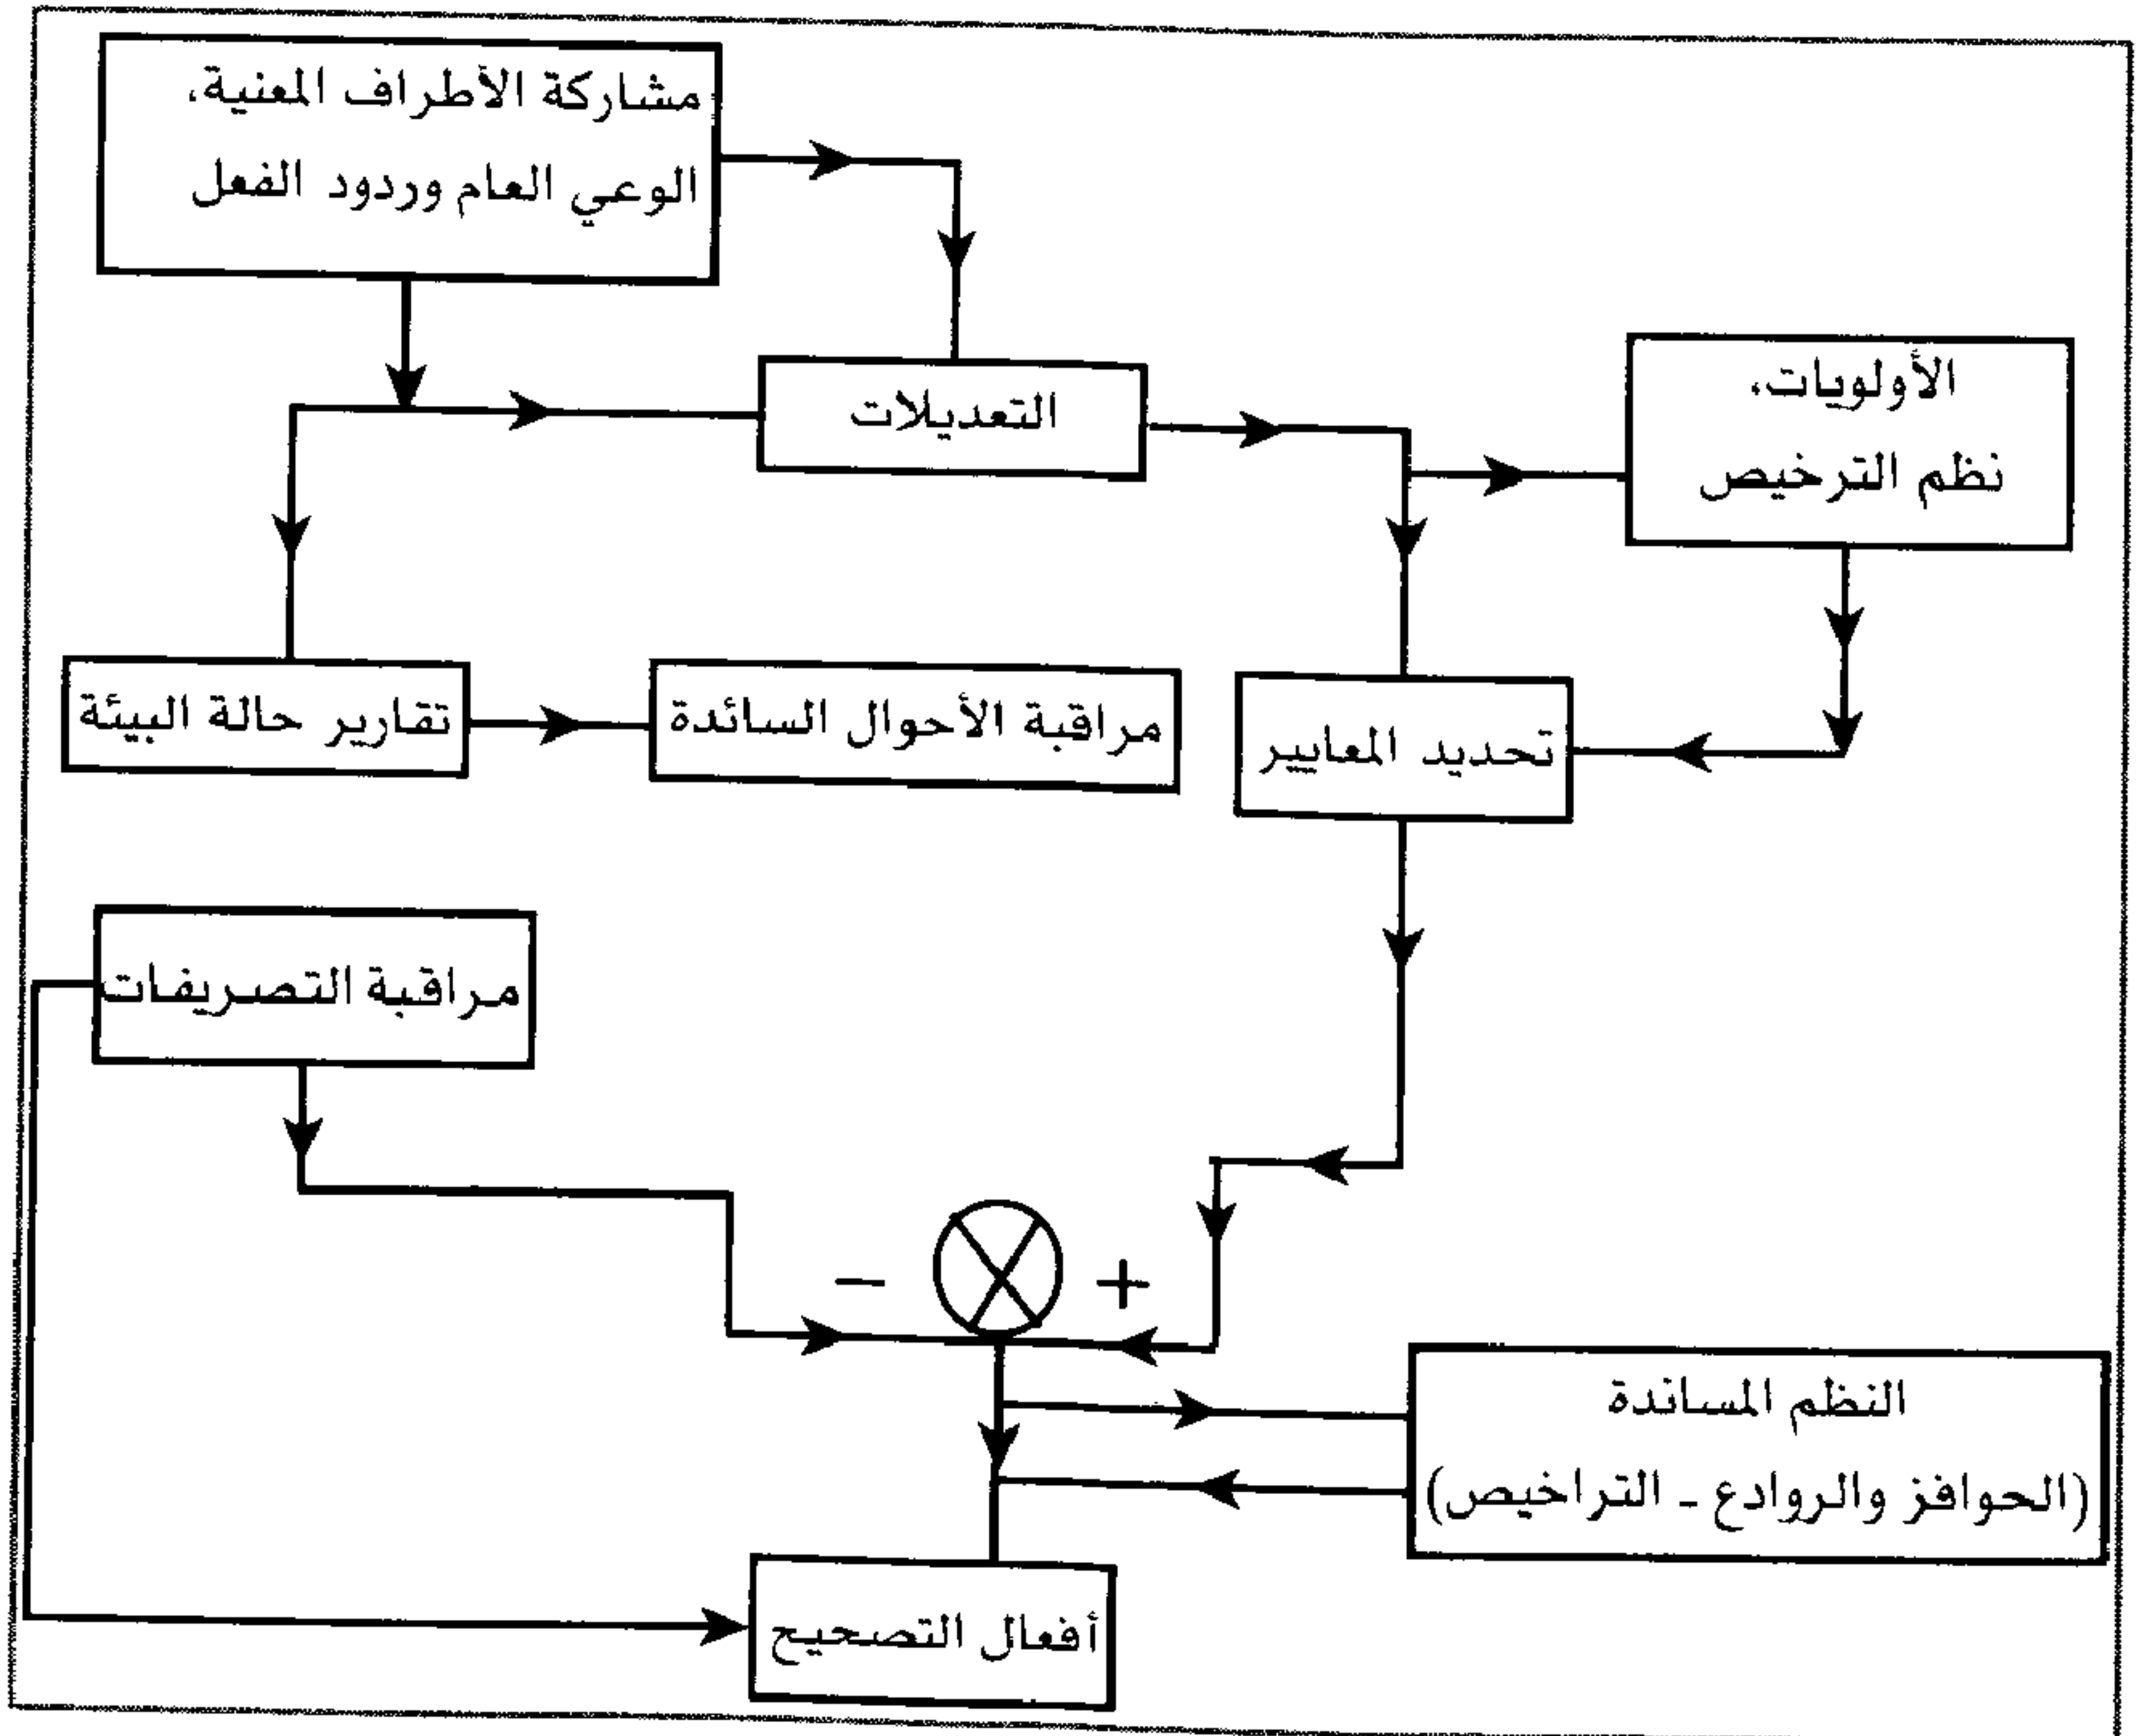 مشاركة الأطراف المعنية،
الوعي العام وردود الفعل
الأولويات،
نظم الترخيص
التعديلات
تحديد المعايير
مراقبة الأحوال السائدة
تقارير حالة البيئة
مراقبة التصريفات
+
−
النظم المساندة
(الحوافز والروادع - التراخيص)
أفعال التصحيح